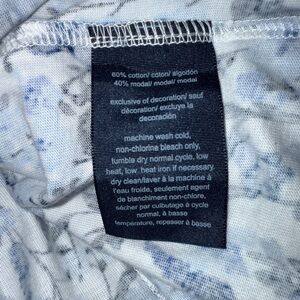 60% cotton/ coton/ algodón
40% modal/ modal/ modal
exclusive of decoration/ sauf
décoration/ excluye la
decoración
machine wash cold,
non-chlorine bleach only,
tumble dry normal cycle, low
heat, low heat iron if necessary
dry clean/laver à la machine à
l'eau froide, seulement agent
de blanchiment non-chlore,
sécher par culbutage à cycle
normal, à basse
température, repasser à basse